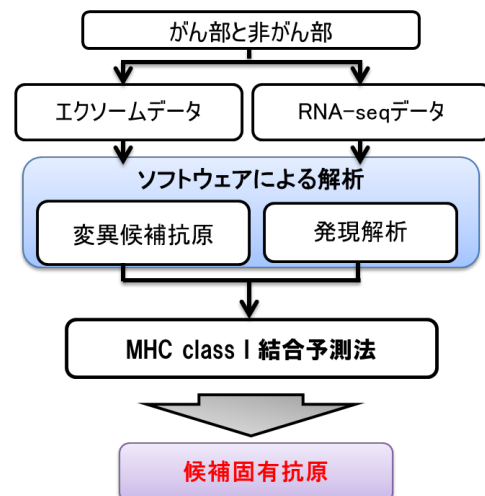 がん部と非がん部
エクソームデータ
RNA-seqデータ
ソフトウェアによる解析
変異候補抗原
発現解析
MHC class I 結合予測法
候補固有抗原